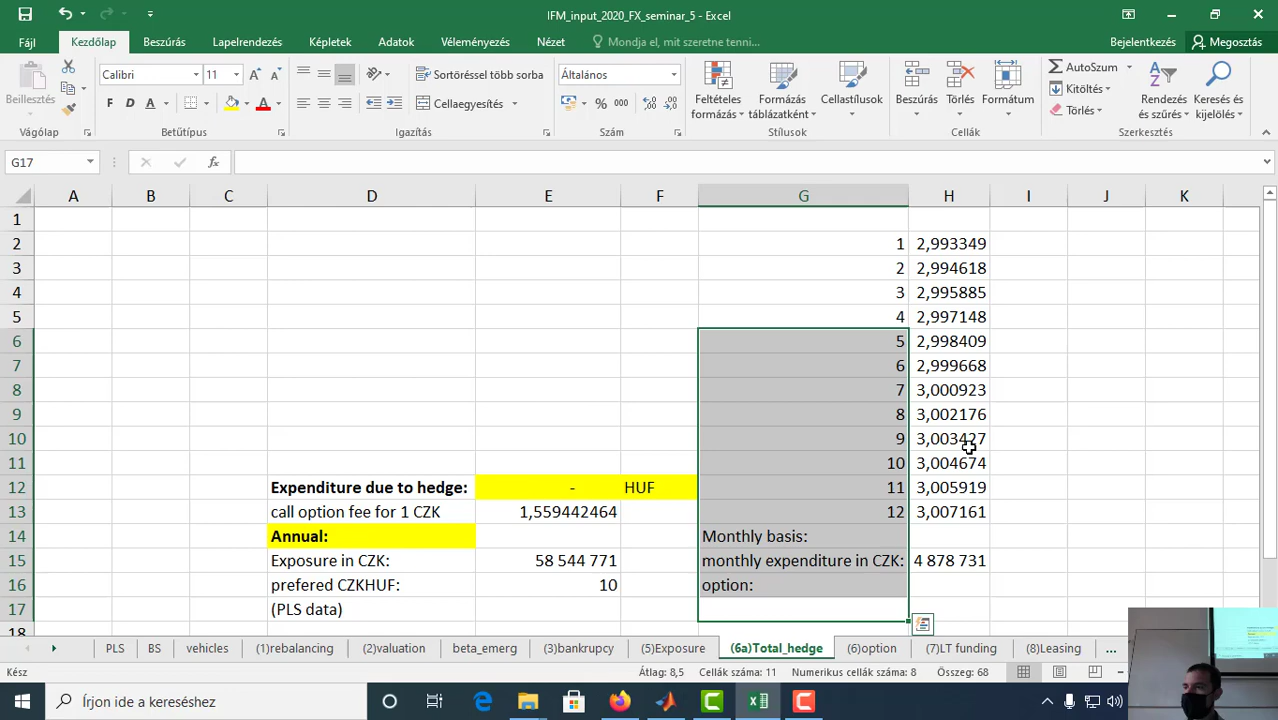 IFM_input_2020_FX_seminar_5 - Excel
Fájl Kezdőlap Beszúrás Lapelrendezés Képletek Adatok Véleményezés Nézet Mondja el, mit szeretne tenni... Bejelentkezés Megosztás
Calibri 11 Sortöréssel több sorba Általános AutoSzum
Beillesztés F D A Cellaegyesítés % 000 Feltételes formázás Formázás táblázatként Cellastílusok Beszúrás Törlés Formátum Kitöltés Törlés Rendezés és szűrés Keresés és kijelölés
Vágólap Betűtípus Igazítás Szám Stílusok Cellák Szerkesztés
G17 fx
A B C D E F G H I J K
1
2 1 2,993349
3 2 2,994618
4 3 2,995885
5 4 2,997148
6 5 2,998409
7 6 2,999668
8 7 3,000923
9 8 3,002176
10 9 3,003427
11 10 3,004674
12 Expenditure due to hedge: - HUF 11 3,005919
13 call option fee for 1 CZK 1,559442464 12 3,007161
14 Annual: Monthly basis:
15 Exposure in CZK: 58 544 771 monthly expenditure in CZK: 4 878 731
16 prefered CZKHUF: 10 option:
17 (PLS data)
18
PLS BS vehicles (1)rebalancing (2)valuation beta_emerg (5)Exposure (6a)Total_hedge (6)option (7)LT funding (8)Leasing ...
Kész Átlag: 8,5 Cellák száma: 11 Numerikus cellák száma: 8 Összeg: 68
Írjon ide a kereséshez